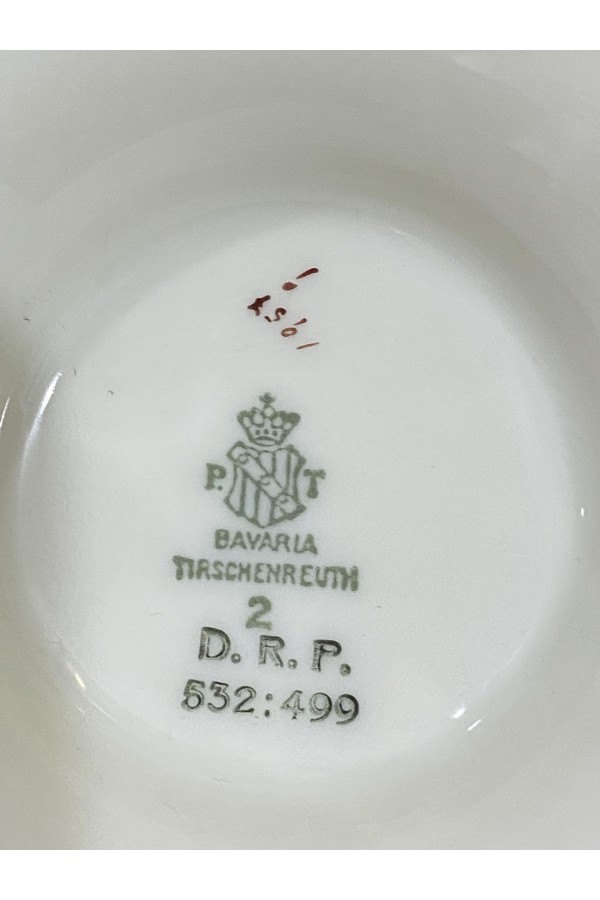 P. T
BAVARIA
TIRSCHENREUTH
2
D. R. P.
532:499